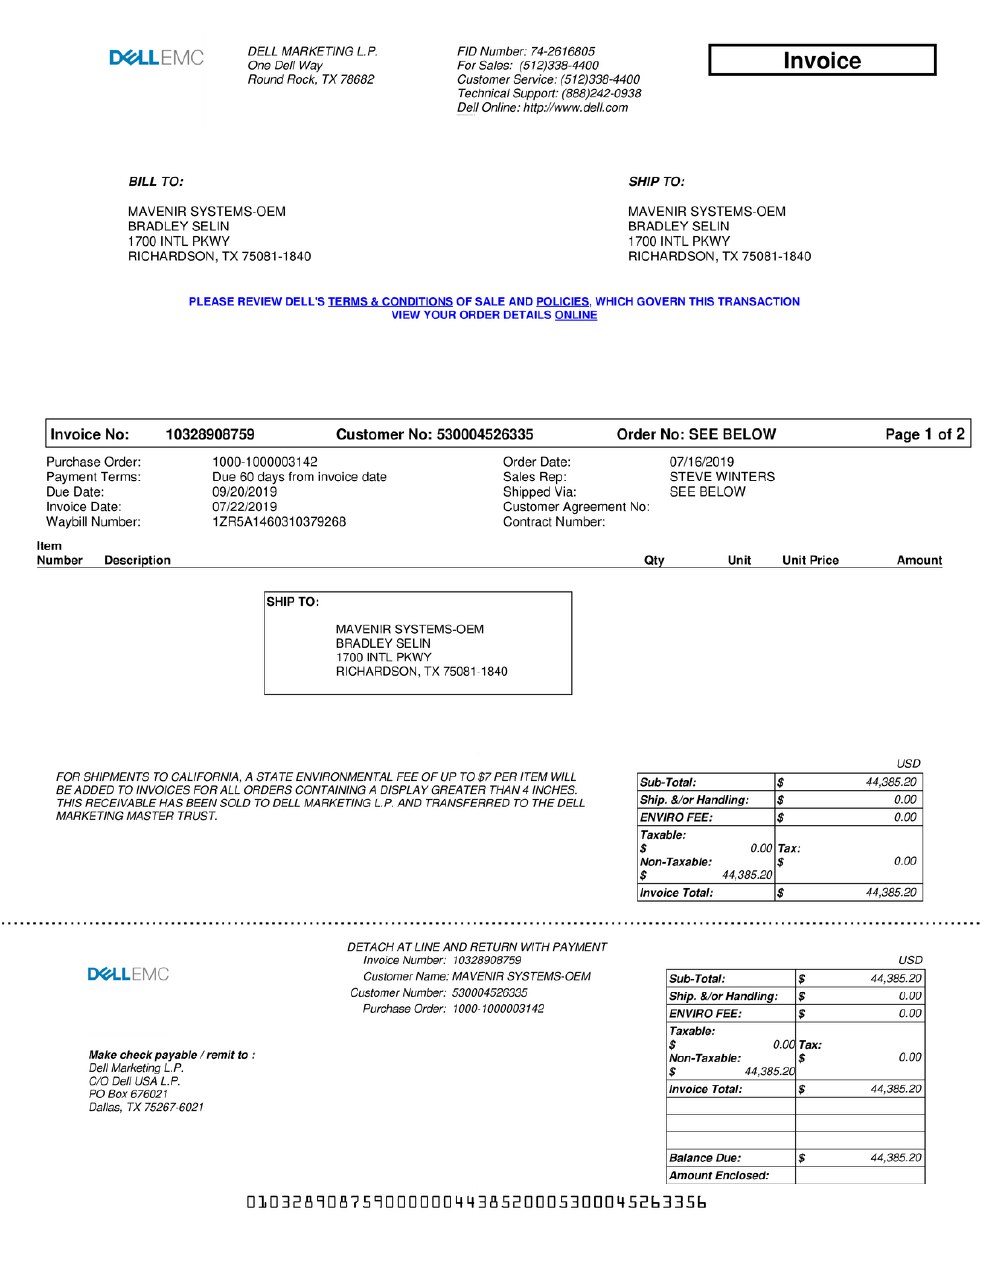 DELLEMC
DELL MARKETING L.P.
One Dell Way
Round Rock, TX 78682
FID Number: 74-2616805
For Sales: (512)338-4400
Customer Service: (512)338-4400
Technical Support: (888)242-0938
Dell Online: http://www.dell.com
Invoice
BILL TO:
MAVENIR SYSTEMS-OEM
BRADLEY SELIN
1700 INTL PKWY
RICHARDSON, TX 75081-1840
SHIP TO:
MAVENIR SYSTEMS-OEM
BRADLEY SELIN
1700 INTL PKWY
RICHARDSON, TX 75081-1840
PLEASE REVIEW DELL'S TERMS & CONDITIONS OF SALE AND POLICIES, WHICH GOVERN THIS TRANSACTION
VIEW YOUR ORDER DETAILS ONLINE
Invoice No: 10328908759 Customer No: 530004526335 Order No: SEE BELOW Page 1 of 2
Purchase Order: 1000-1000003142
Payment Terms: Due 60 days from invoice date
Due Date: 09/20/2019
Invoice Date: 07/22/2019
Waybill Number: 1ZR5A1460310379268
Order Date: 07/16/2019
Sales Rep: STEVE WINTERS
Shipped Via: SEE BELOW
Customer Agreement No:
Contract Number:
Item
Number Description Qty Unit Unit Price Amount
SHIP TO:
MAVENIR SYSTEMS-OEM
BRADLEY SELIN
1700 INTL PKWY
RICHARDSON, TX 75081-1840
FOR SHIPMENTS TO CALIFORNIA, A STATE ENVIRONMENTAL FEE OF UP TO $7 PER ITEM WILL
BE ADDED TO INVOICES FOR ALL ORDERS CONTAINING A DISPLAY GREATER THAN 4 INCHES.
THIS RECEIVABLE HAS BEEN SOLD TO DELL MARKETING L.P. AND TRANSFERRED TO THE DELL
MARKETING MASTER TRUST.
USD
Sub-Total: $ 44,385.20
Ship. &/or Handling: $ 0.00
ENVIRO FEE: $ 0.00
Taxable:
$ 0.00 Tax:
Non-Taxable: $ 0.00
$ 44,385.20
Invoice Total: $ 44,385.20
DETACH AT LINE AND RETURN WITH PAYMENT
Invoice Number: 10328908759
Customer Name: MAVENIR SYSTEMS-OEM
Customer Number: 530004526335
Purchase Order: 1000-1000003142
DELLEMC
Make check payable / remit to :
Dell Marketing L.P.
C/O Dell USA L.P.
PO Box 676021
Dallas, TX 75267-6021
USD
Sub-Total: $ 44,385.20
Ship. &/or Handling: $ 0.00
ENVIRO FEE: $ 0.00
Taxable:
$ 0.00 Tax:
Non-Taxable: $ 0.00
$ 44,385.20
Invoice Total: $ 44,385.20
Balance Due: $ 44,385.20
Amount Enclosed:
0103289087590000000443852000530004526335​6